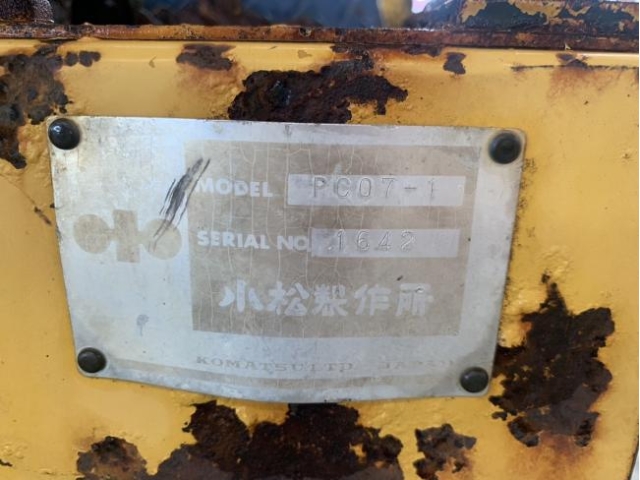 MODEL PC07-1
SERIAL NO. 1642
小松製作所
KOMATSU LTD JAPAN